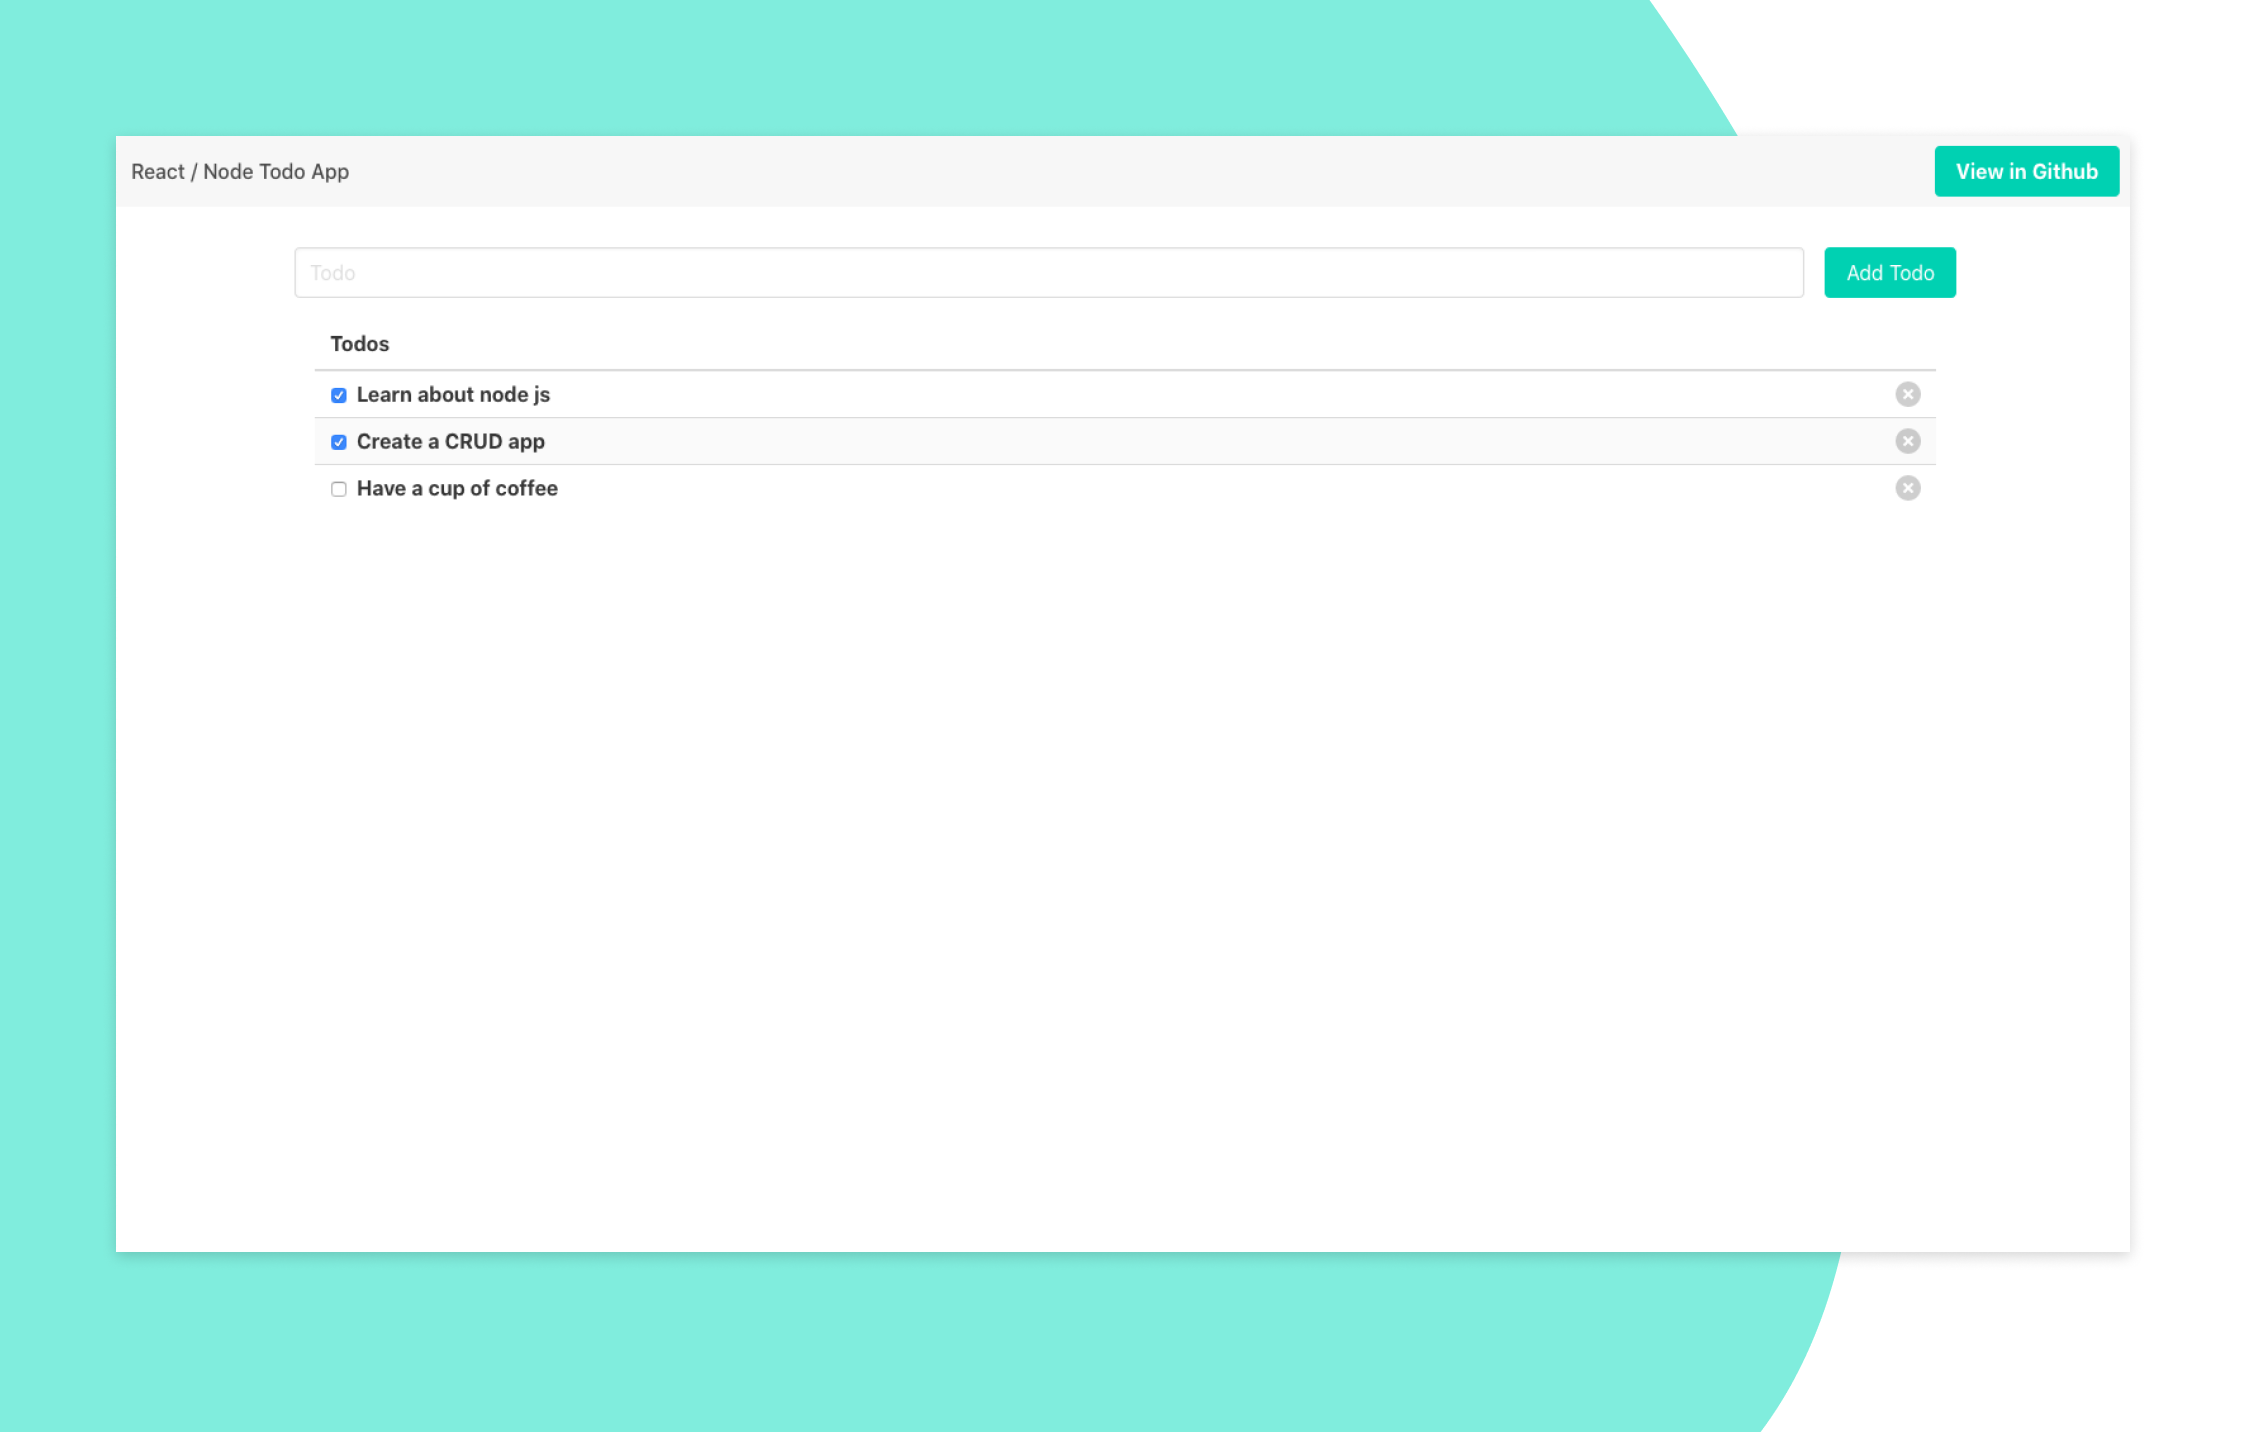 React / Node Todo App
View in Github
Todo
Add Todo
Todos
Learn about node js
Create a CRUD app
Have a cup of coffee